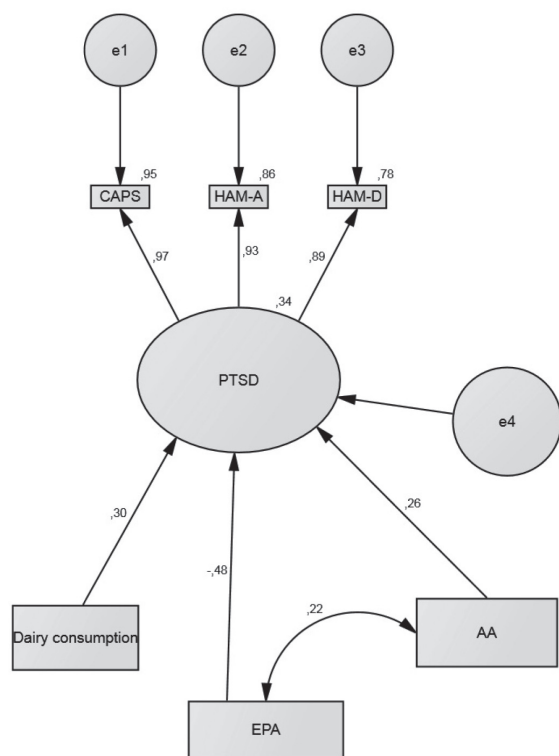 e1
e2
e3
,95
,86
,78
CAPS
HAM-A
HAM-D
,97
,93
,89
,34
PTSD
e4
,30
-,48
,26
,22
Dairy consumption
AA
EPA